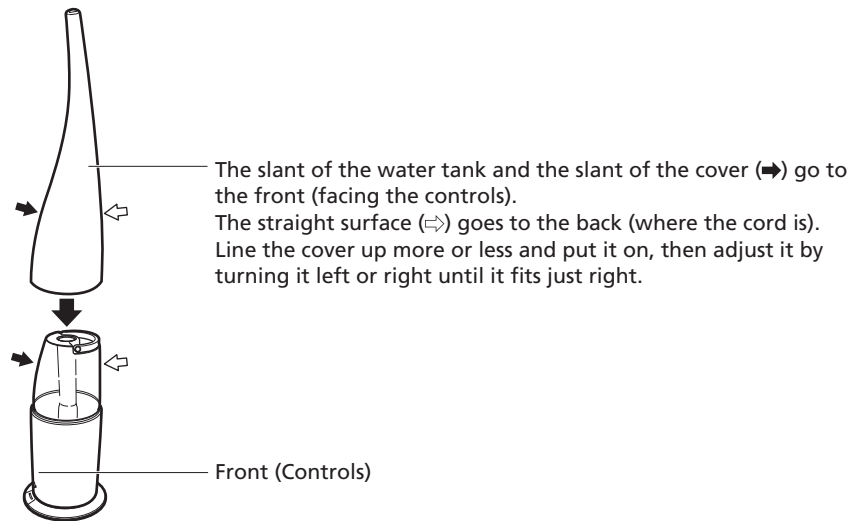 The slant of the water tank and the slant of the cover (➡) go to
the front (facing the controls).
The straight surface (⇨) goes to the back (where the cord is).
Line the cover up more or less and put it on, then adjust it by
turning it left or right until it fits just right.
Front (Controls)